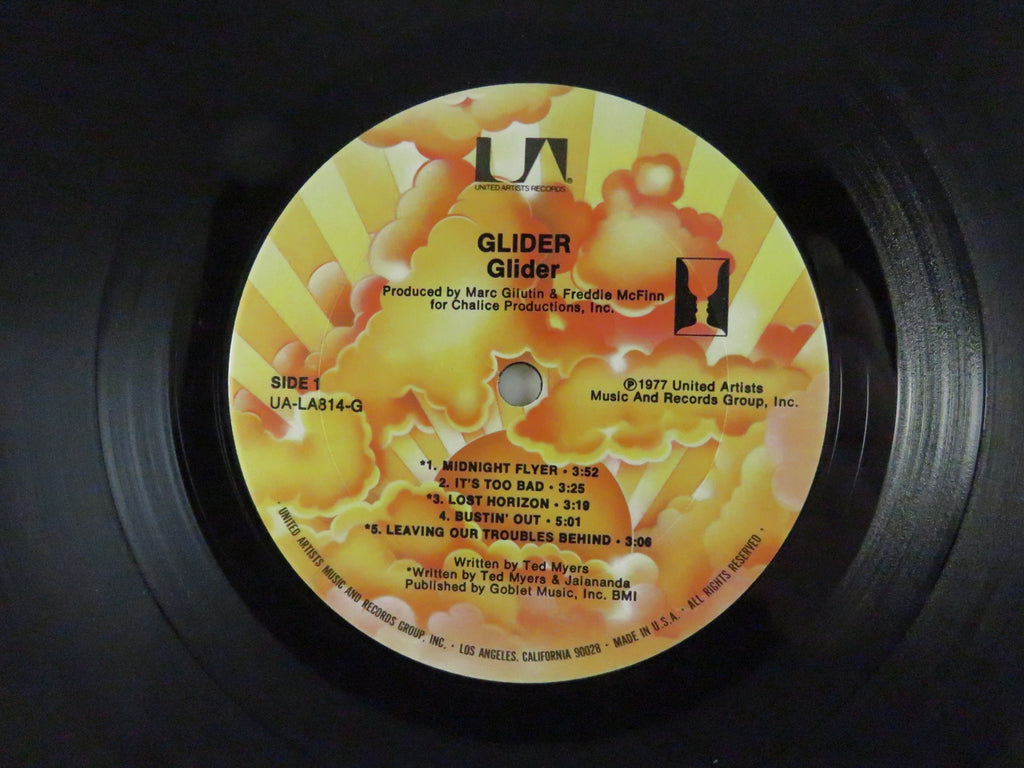 UA
UNITED ARTISTS RECORDS
GLIDER
Glider
Produced by Marc Gilutin & Freddie McFinn
for Chalice Productions, Inc.
SIDE 1
UA-LA814-G
℗1977 United Artists
Music And Records Group, Inc.
*1. MIDNIGHT FLYER • 3:52
2. IT'S TOO BAD • 3:25
*3. LOST HORIZON • 3:19
4. BUSTIN' OUT • 5:01
*5. LEAVING OUR TROUBLES BEHIND • 3:06
Written by Ted Myers
*Written by Ted Myers & Jaiananda
Published by Goblet Music, Inc. BMI
UNITED ARTISTS MUSIC AND RECORDS GROUP, INC. • LOS ANGELES, CALIFORNIA 90028 • MADE IN U.S.A. • ALL RIGHTS RESERVED